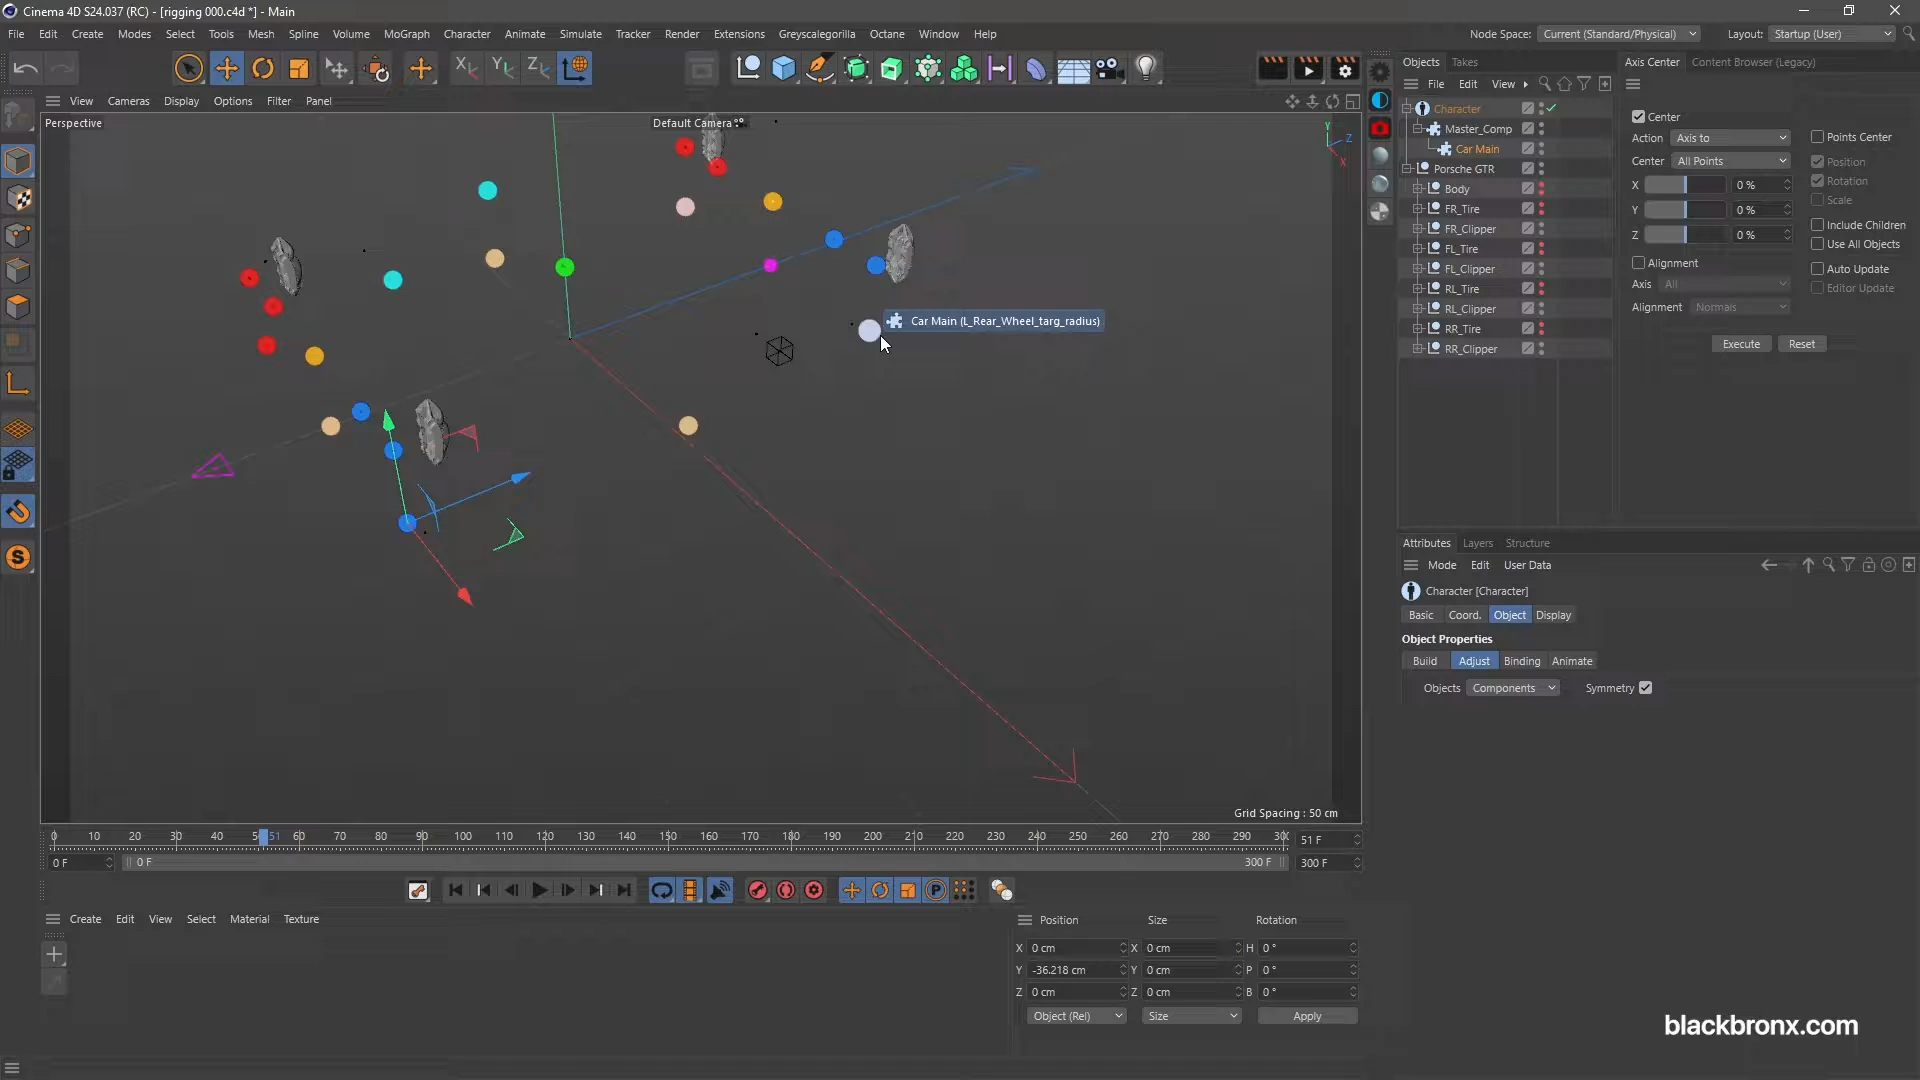 Cinema 4D S24.037 (RC) - [rigging 000.c4d *] - Main
File Edit Create Modes Select Tools Mesh Spline Volume MoGraph Character Animate Simulate Tracker Render Extensions Greyscalegorilla Octane Window Help
Node Space: Current (Standard/Physical) Layout: Startup (User)
View Cameras Display Options Filter Panel
Perspective
Default Camera
Y
Z
X
Car Main (L_Rear_Wheel_targ_radius)
Grid Spacing : 50 cm
Objects Takes
File Edit View
Character
Master_Comp
Car Main
Porsche GTR
Body
FR_Tire
FR_Clipper
FL_Tire
FL_Clipper
RL_Tire
RL_Clipper
RR_Tire
RR_Clipper
Axis Center Content Browser (Legacy)
Center
Action Axis to Points Center
Center All Points Position
X 0 % Rotation
Scale
Y 0 % Include Children
Z 0 % Use All Objects
Alignment Auto Update
Axis All Editor Update
Alignment Normals
Execute Reset
Attributes Layers Structure
Mode Edit User Data
Character [Character]
Basic Coord. Object Display
Object Properties
Build Adjust Binding Animate
Objects Components Symmetry
0 10 20 30 40 51 60 70 80 90 100 110 120 130 140 150 160 170 180 190 200 210 220 230 240 250 260 270 280 290 51 F
0 F 0 F 300 F 300 F
Create Edit View Select Material Texture
Position Size Rotation
X 0 cm X 0 cm H 0 °
Y -36.218 cm Y 0 cm P 0 °
Z 0 cm Z 0 cm B 0 °
Object (Rel) Size Apply
blackbronx.com